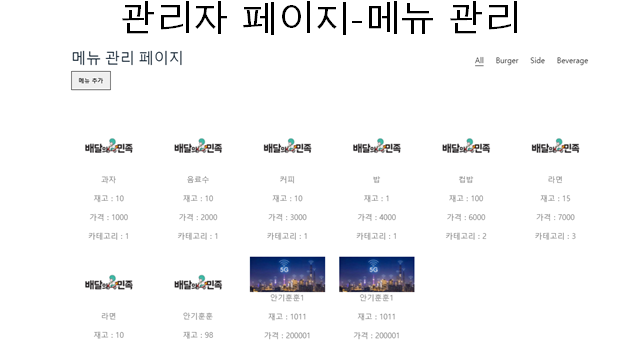 관리자 페이지-메뉴 관리
메뉴 관리 페이지
All Burger Side Beverage
메뉴 추가
배달의민족 배달의민족 배달의민족 배달의민족 배달의민족 배달의민족
과자 음료수 커피 밥 컵밥 라면
재고 : 10 재고 : 10 재고 : 10 재고 : 1 재고 : 100 재고 : 15
가격 : 1000 가격 : 2000 가격 : 3000 가격 : 4000 가격 : 6000 가격 : 7000
카테고리 : 1 카테고리 : 1 카테고리 : 1 카테고리 : 1 카테고리 : 2 카테고리 : 3
배달의민족 배달의민족 5G 5G
라면 안기훈훈 안기훈훈1 안기훈훈1
재고 : 10 재고 : 98 재고 : 1011 재고 : 1011
가격 : 200001 가격 : 200001